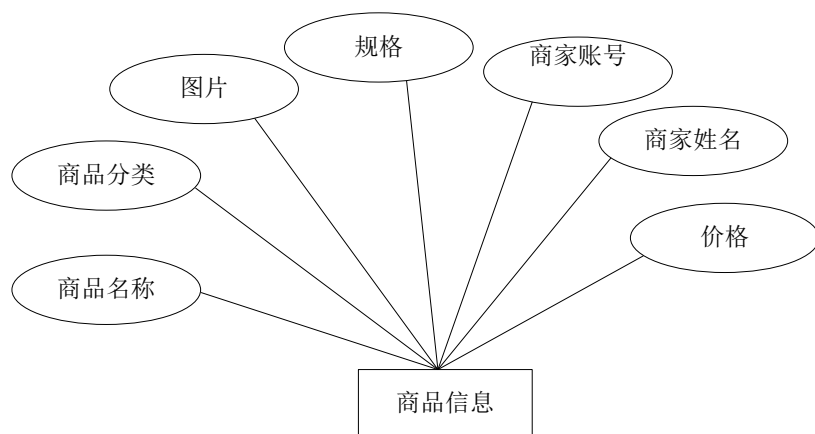 规格
商家账号
图片
商家姓名
商品分类
价格
商品名称
商品信息